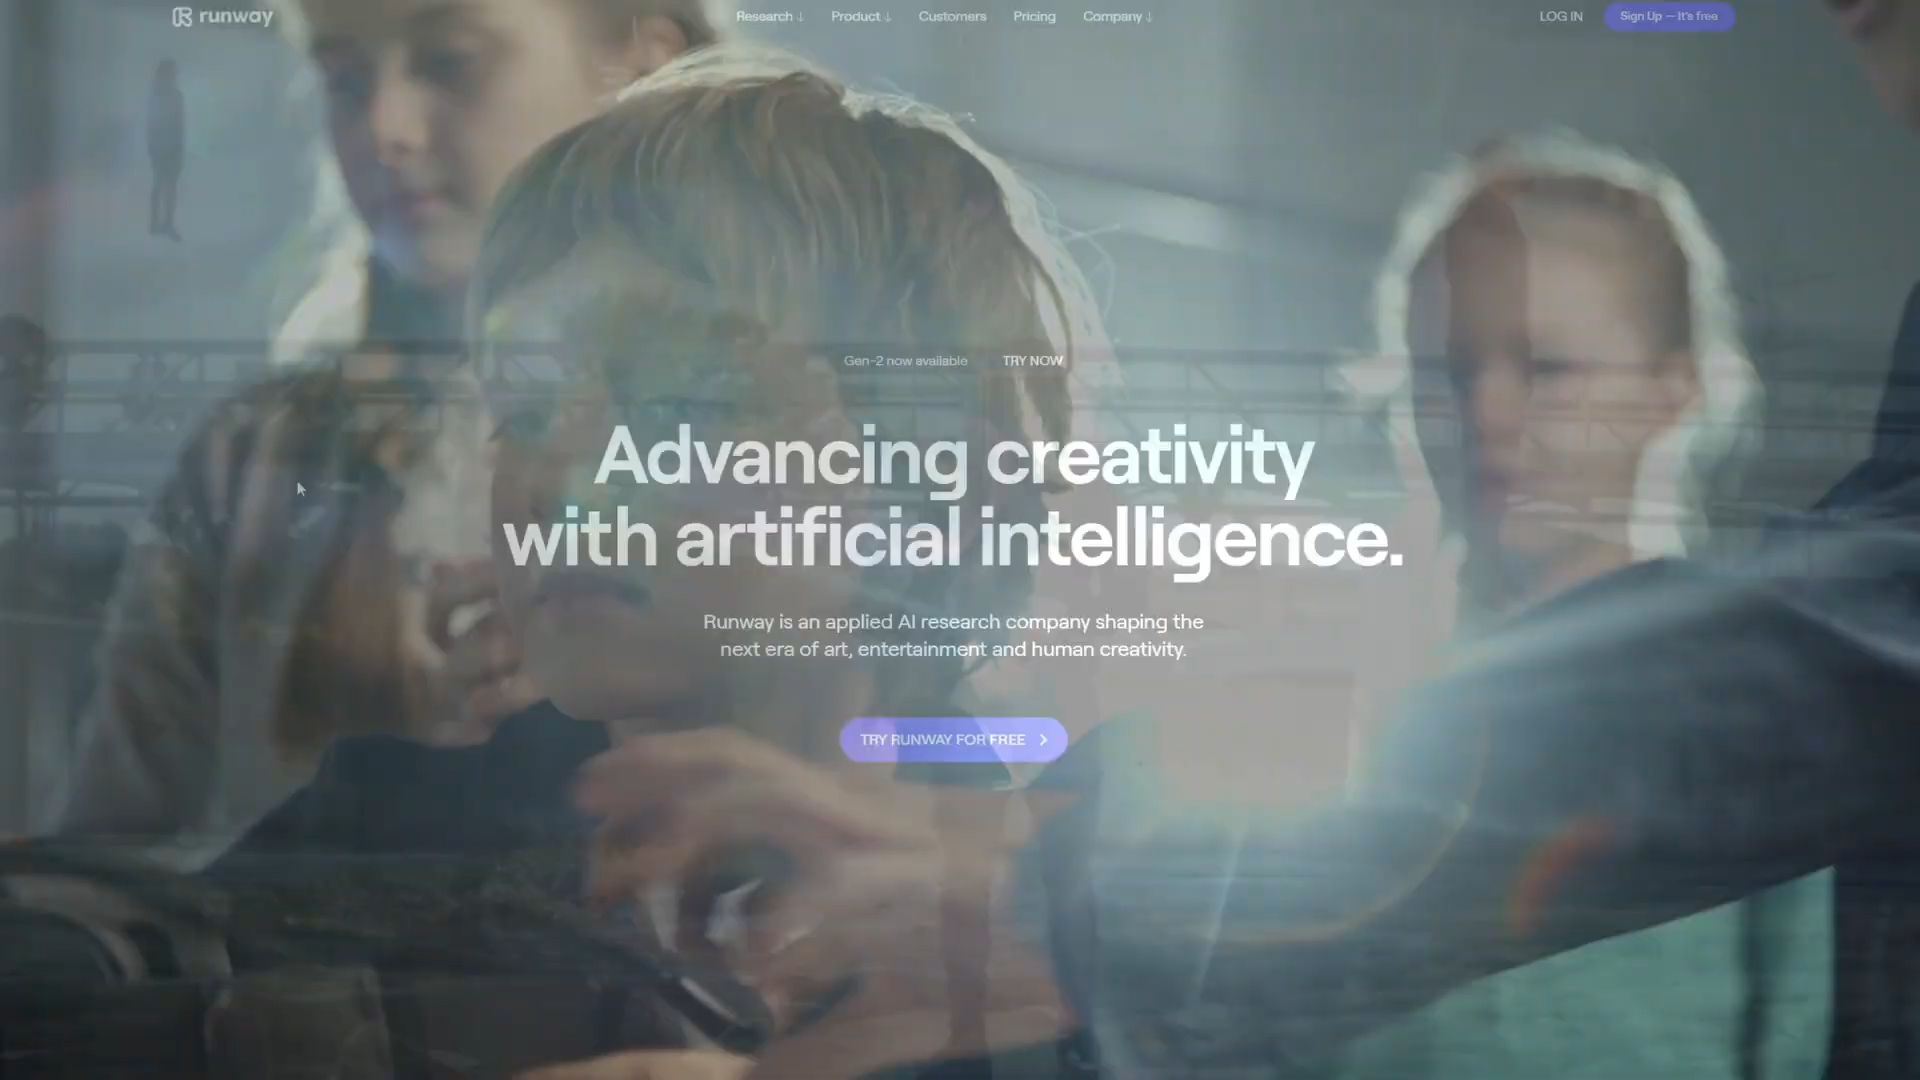 runway
Research ↓
Product ↓
Customers
Pricing
Company ↓
LOG IN
Sign Up — It's free
Gen-2 now available
TRY NOW
Advancing creativity
with artificial intelligence.
Runway is an applied AI research company shaping the
next era of art, entertainment and human creativity.
TRY RUNWAY FOR FREE